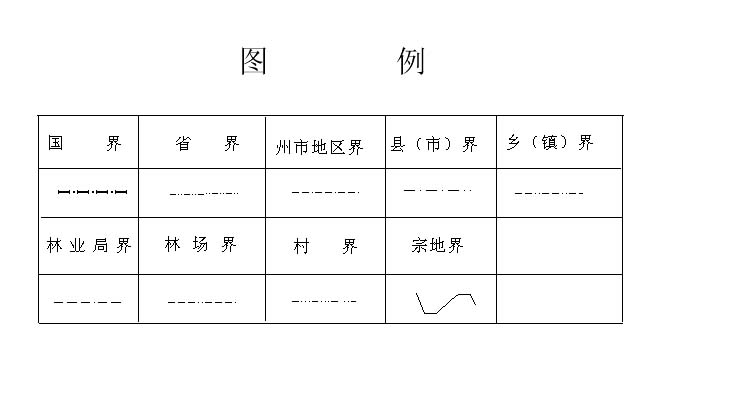 图 例
国 界 省 界 州市地区界 县（市）界 乡（镇）界
林业局界 林场界 村 界 宗地界